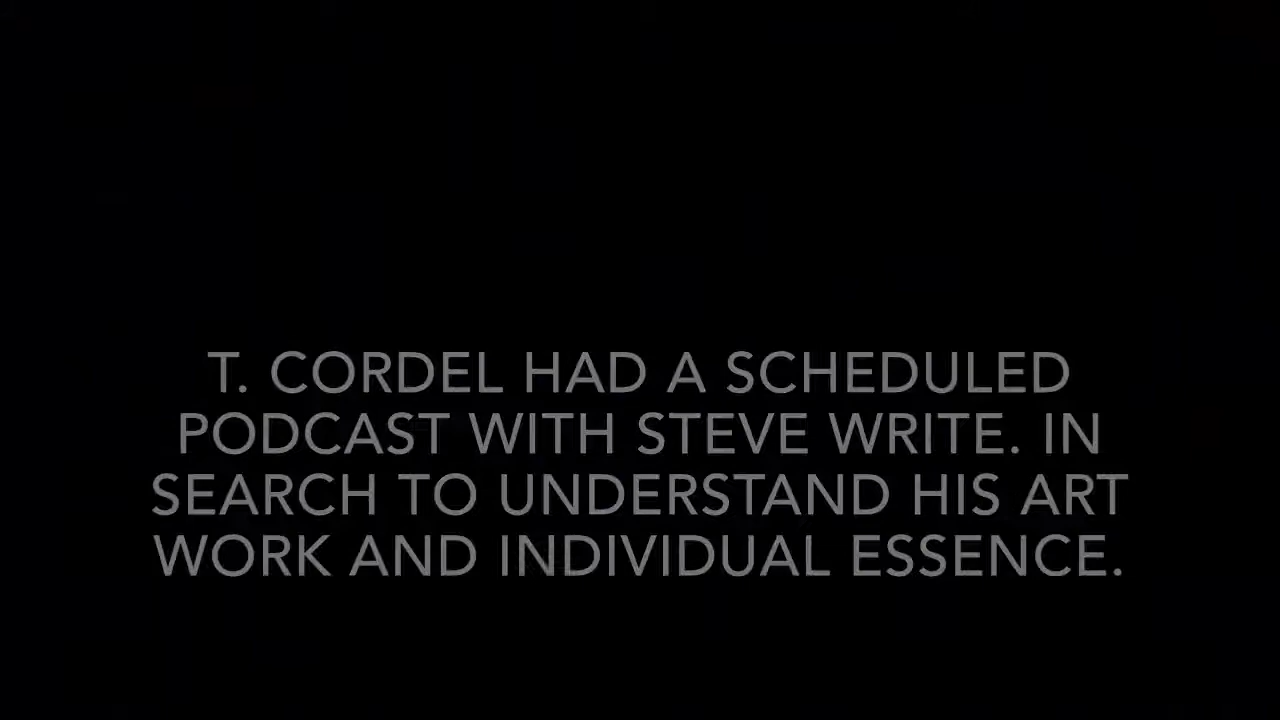 T. CORDEL HAD A SCHEDULED
PODCAST WITH STEVE WRITE. IN
SEARCH TO UNDERSTAND HIS ART
WORK AND INDIVIDUAL ESSENCE.